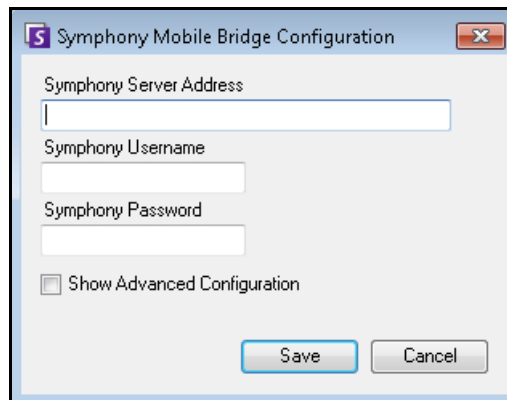 S Symphony Mobile Bridge Configuration
Symphony Server Address
Symphony Username
Symphony Password
Show Advanced Configuration
Save Cancel